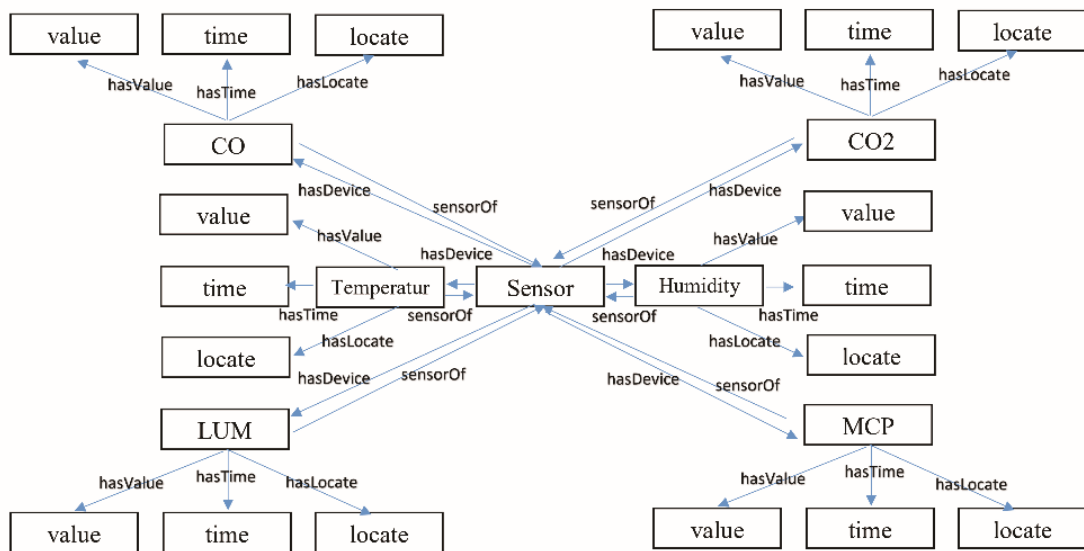 value
time
locate
value
time
locate
hasValue
hasTime
hasLocate
hasValue
hasTime
hasLocate
CO
CO2
hasDevice
sensorOf
sensorOf
hasDevice
value
value
hasValue
hasValue
hasDevice
hasDevice
time
Temperatur
Sensor
Humidity
time
hasTime
sensorOf
sensorOf
hasTime
locate
hasLocate
hasLocate
locate
hasDevice
sensorOf
hasDevice
sensorOf
LUM
MCP
hasValue
hasTime
hasLocate
hasValue
hasTime
hasLocate
value
time
locate
value
time
locate